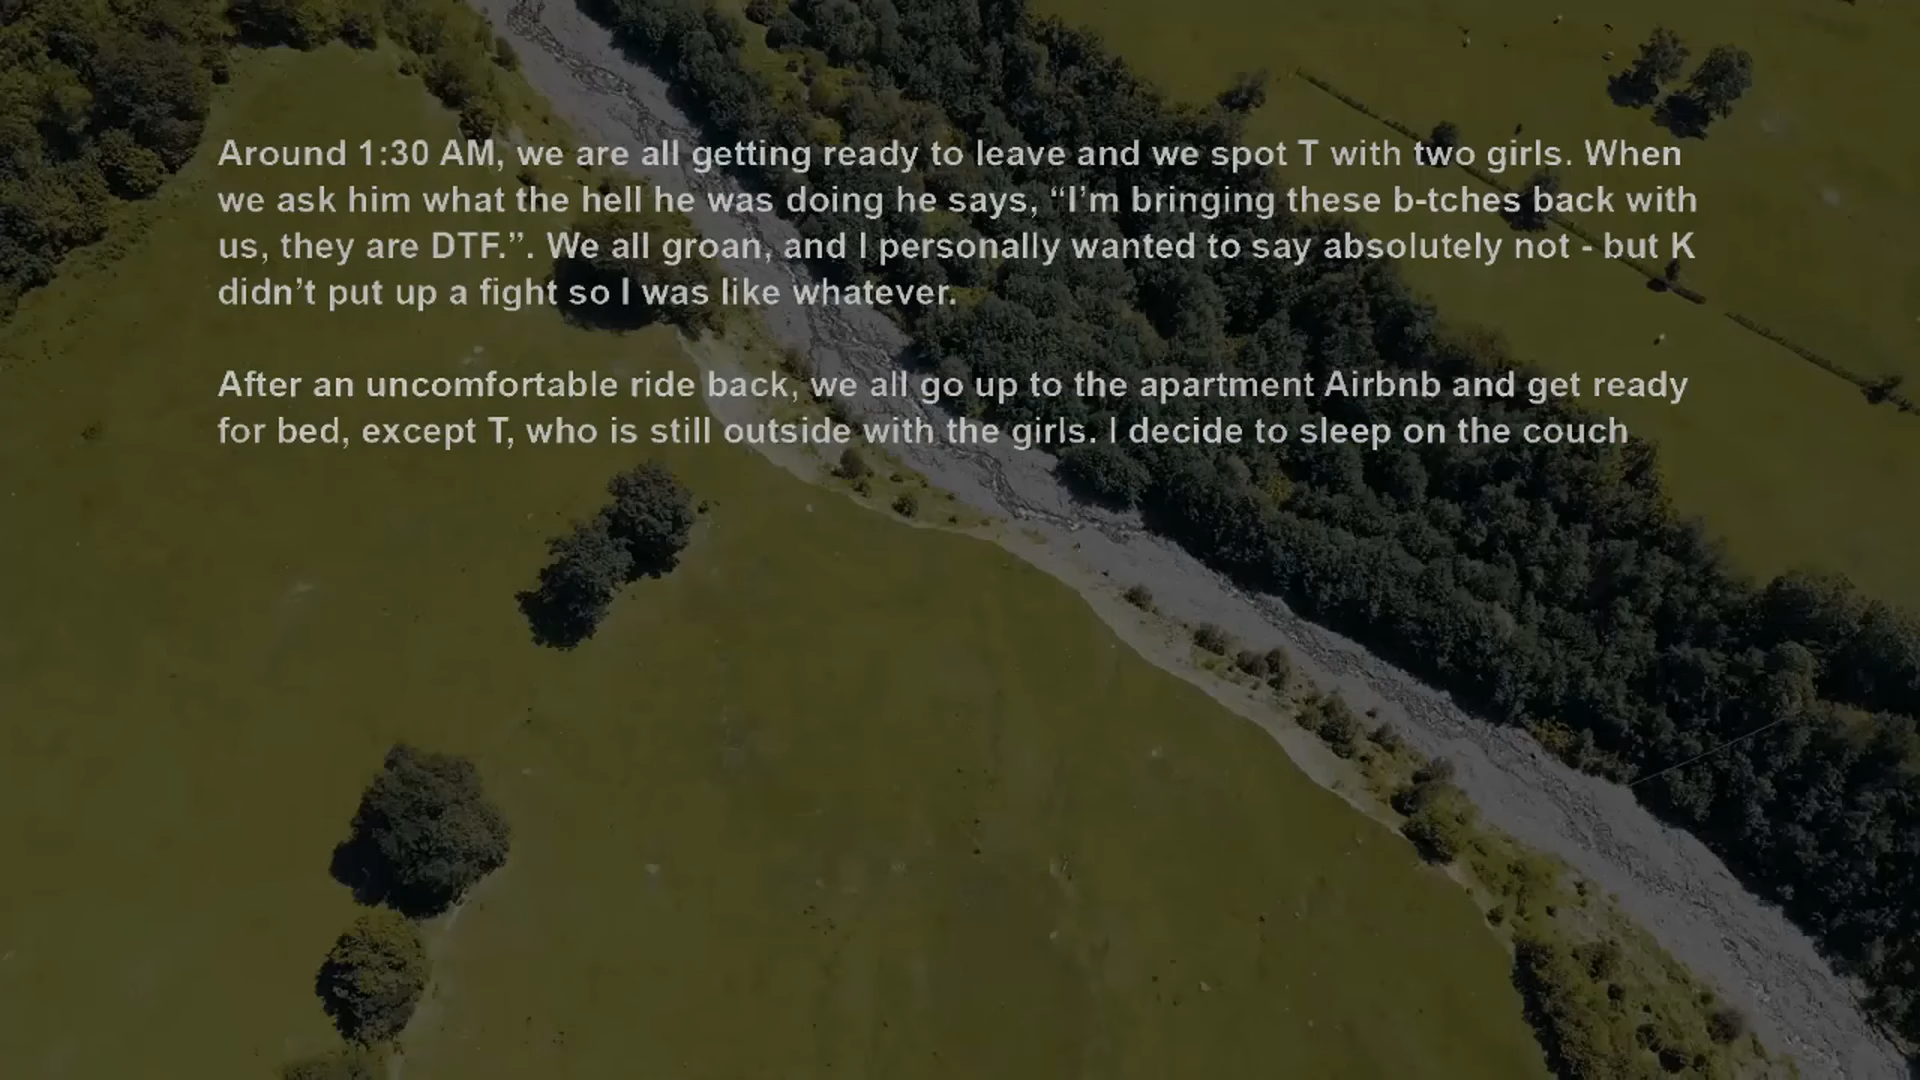 Around 1:30 AM, we are all getting ready to leave and we spot T with two girls. When
we ask him what the hell he was doing he says, “I’m bringing these b-tches back with
us, they are DTF.”. We all groan, and I personally wanted to say absolutely not - but K
didn’t put up a fight so I was like whatever.
After an uncomfortable ride back, we all go up to the apartment Airbnb and get ready
for bed, except T, who is still outside with the girls. I decide to sleep on the couch